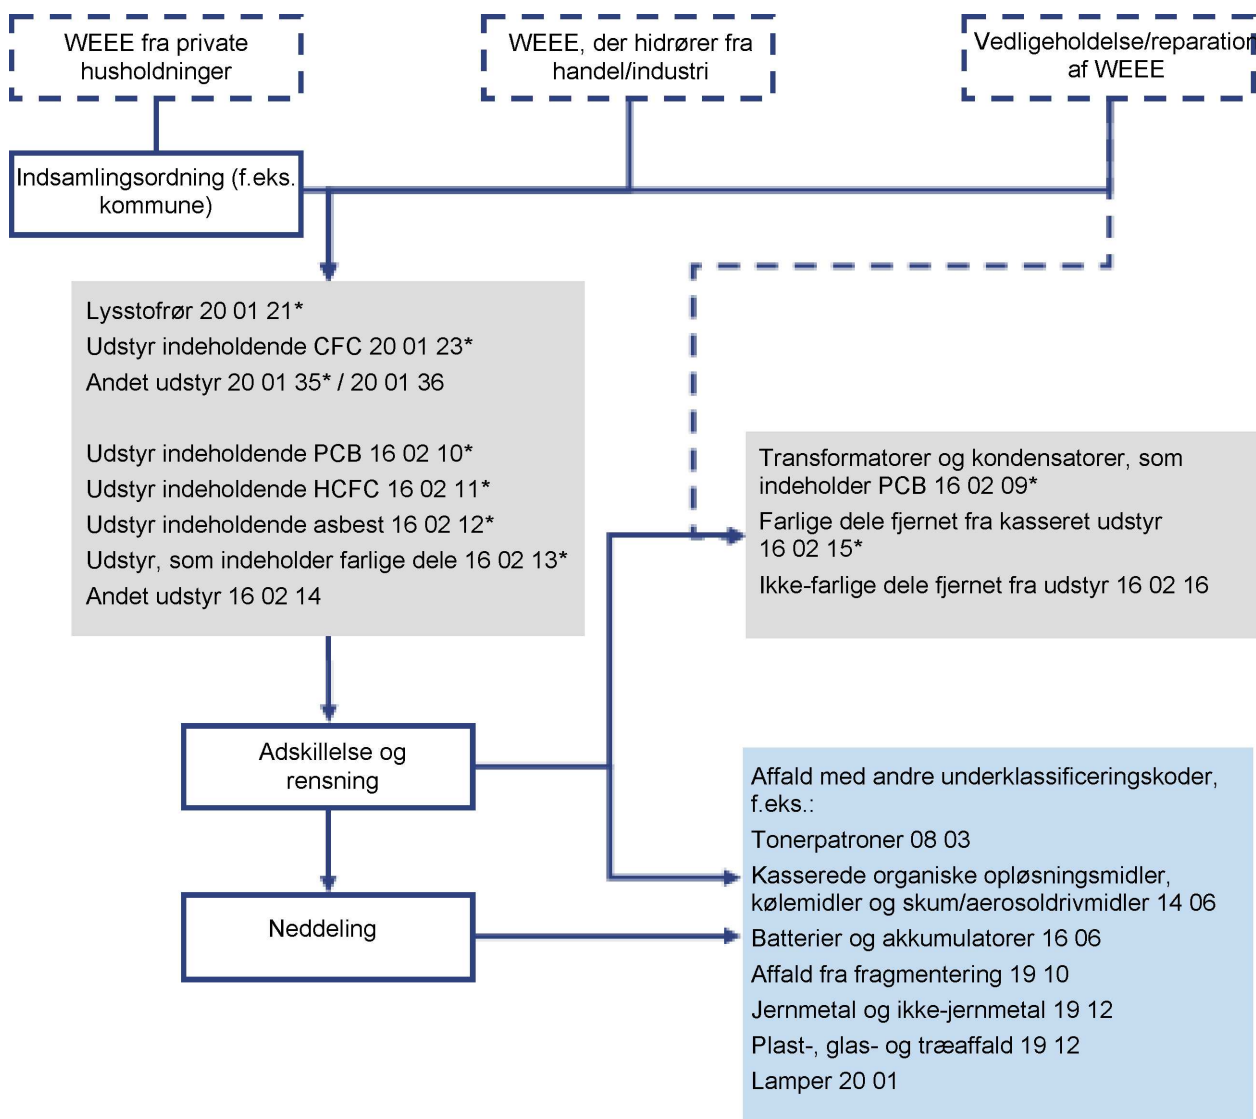 WEEE fra private
husholdninger
WEEE, der hidrører fra
handel/industri
Vedligeholdelse/reparation
af WEEE
Indsamlingsordning (f.eks.
kommune)
Lysstofrør 20 01 21*
Udstyr indeholdende CFC 20 01 23*
Andet udstyr 20 01 35* / 20 01 36
Udstyr indeholdende PCB 16 02 10*
Udstyr indeholdende HCFC 16 02 11*
Udstyr indeholdende asbest 16 02 12*
Udstyr, som indeholder farlige dele 16 02 13*
Andet udstyr 16 02 14
Transformatorer og kondensatorer, som
indeholder PCB 16 02 09*
Farlige dele fjernet fra kasseret udstyr
16 02 15*
Ikke-farlige dele fjernet fra udstyr 16 02 16
Adskillelse og
rensning
Neddeling
Affald med andre underklassificeringskoder,
f.eks.:
Tonerpatroner 08 03
Kasserede organiske opløsningsmidler,
kølemidler og skum/aerosoldrivmidler 14 06
Batterier og akkumulatorer 16 06
Affald fra fragmentering 19 10
Jernmetal og ikke-jernmetal 19 12
Plast-, glas- og træaffald 19 12
Lamper 20 01